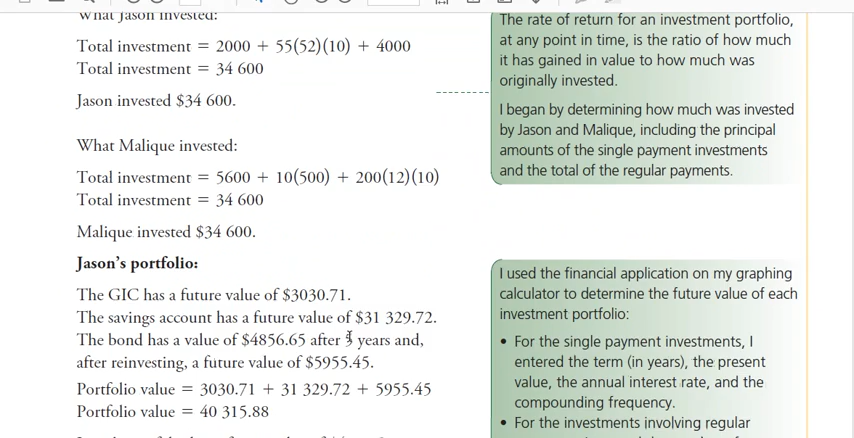 What Jason invested:
Total investment = 2000 + 55(52)(10) + 4000
Total investment = 34 600
Jason invested $34 600.
What Malique invested:
Total investment = 5600 + 10(500) + 200(12)(10)
Total investment = 34 600
Malique invested $34 600.
Jason's portfolio:
The GIC has a future value of $3030.71.
The savings account has a future value of $31 329.72.
The bond has a value of $4856.65 after years and,
after reinvesting, a future value of $5955.45.
Portfolio value = 3030.71 + 31 329.72 + 5955.45
Portfolio value = 40 315.88
The rate of return for an investment portfolio,
at any point in time, is the ratio of how much
it has gained in value to how much was
originally invested.
I began by determining how much was invested
by Jason and Malique, including the principal
amounts of the single payment investments
and the total of the regular payments.
I used the financial application on my graphing
calculator to determine the future value of each
investment portfolio:
• For the single payment investments, I
entered the term (in years), the present
value, the annual interest rate, and the
compounding frequency.
• For the investments involving regular